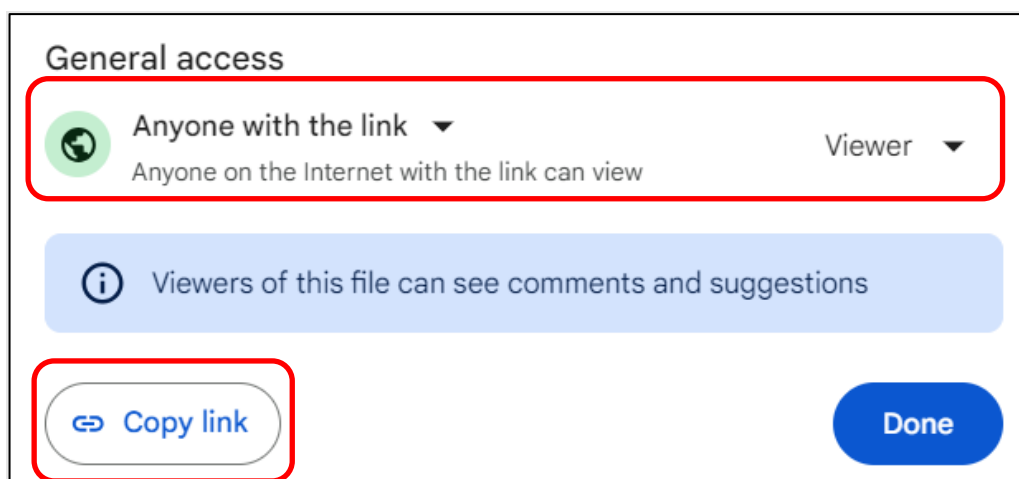 General access
Anyone with the link
Viewer
Anyone on the Internet with the link can view
Viewers of this file can see comments and suggestions
Copy link
Done